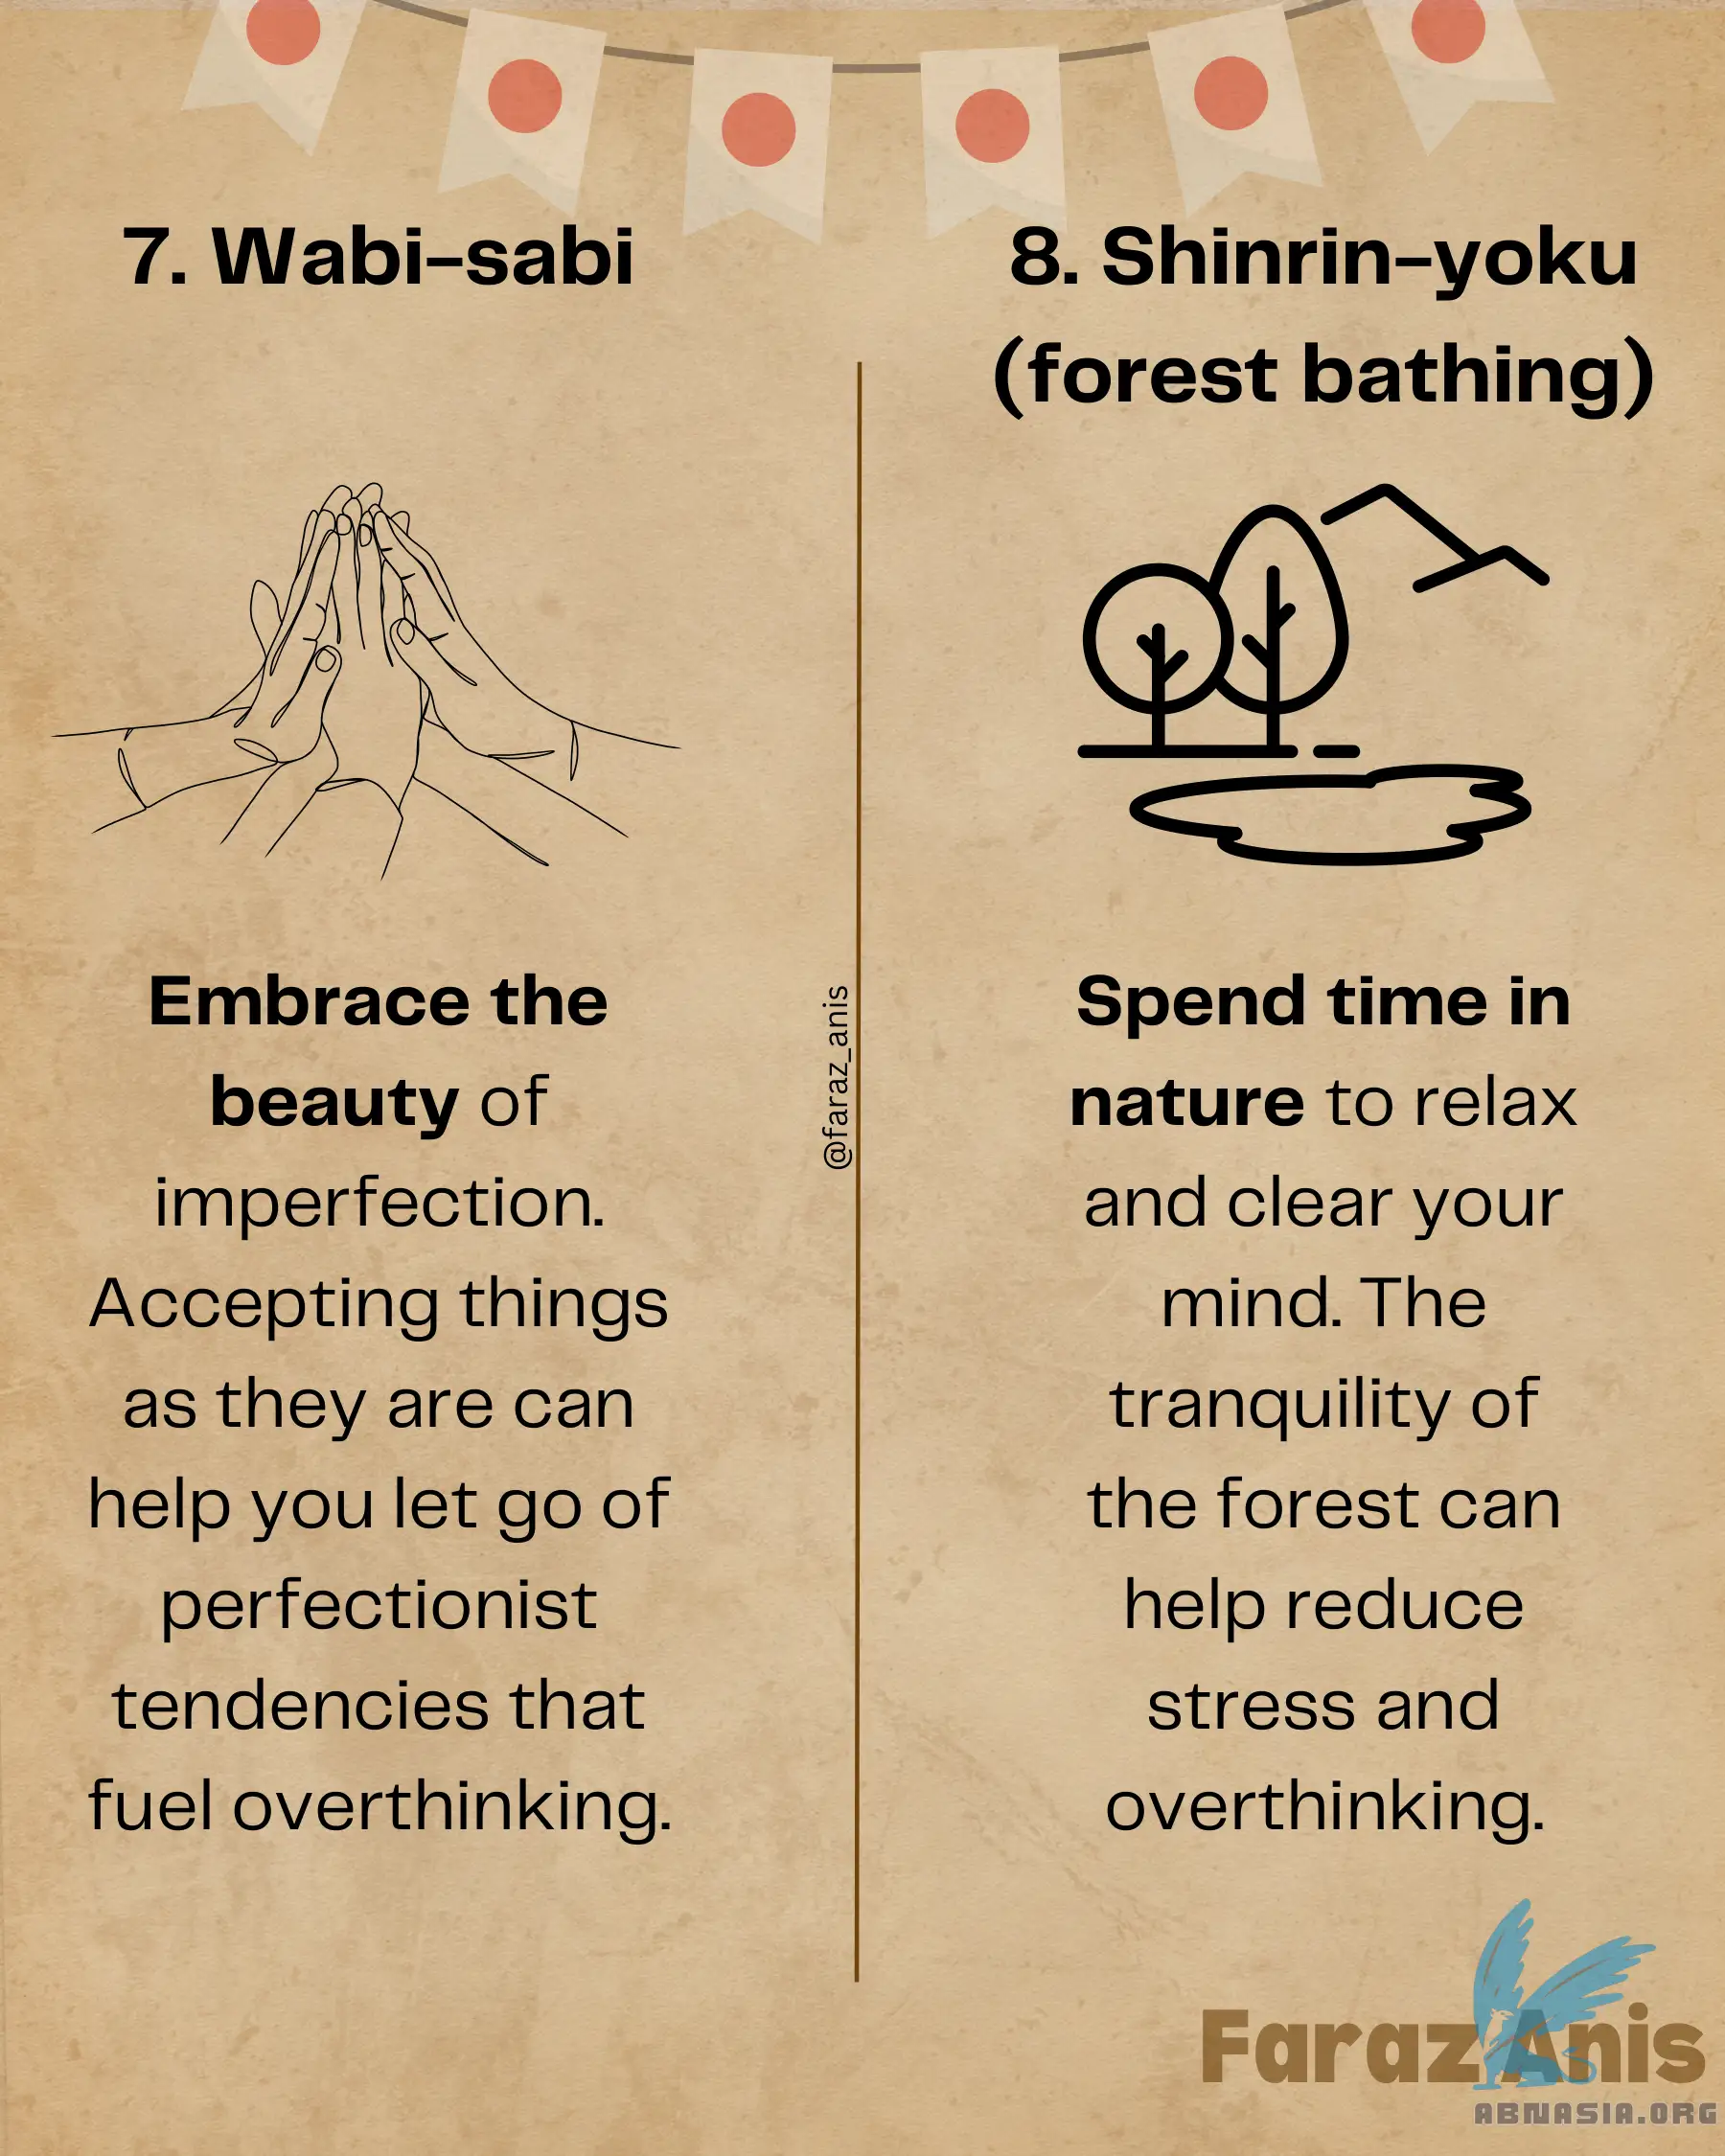 7. Wabi-sabi
Embrace the
beauty of
imperfection.
Accepting things
as they are can
help you let go of
perfectionist
tendencies that
fuel overthinking.
@faraz_anis
8. Shinrin-yoku
(forest bathing)
Spend time in
nature to relax
and clear your
mind. The
tranquility of
the forest can
help reduce
stress and
overthinking.
Faraz Anis
ABNASIA.ORG